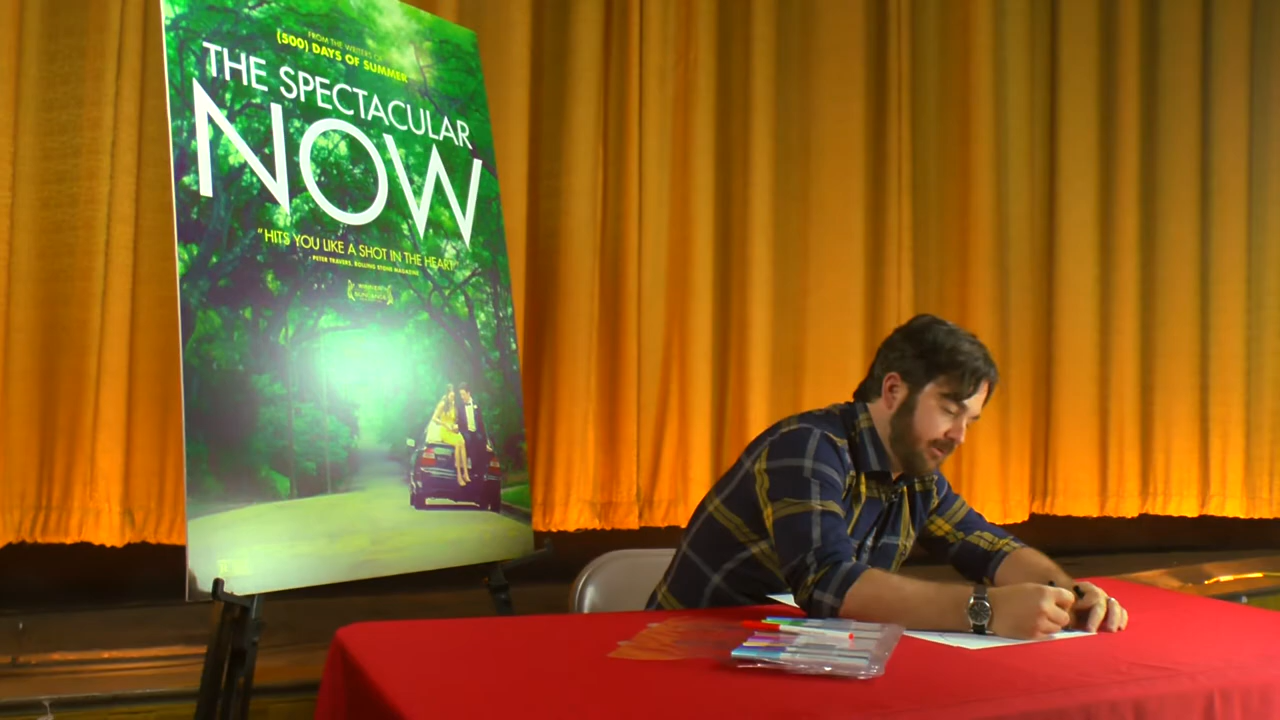 FROM THE WRITERS OF
(500) DAYS OF SUMMER
THE SPECTACULAR
NOW
"HITS YOU LIKE A SHOT IN THE HEART"
PETER TRAVERS, ROLLING STONE MAGAZINE
SUNDANCE